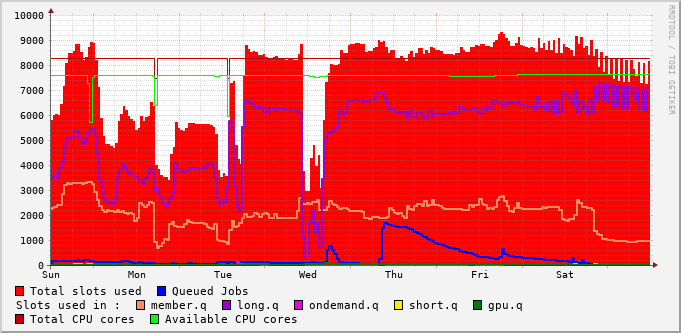 RRDTOOL / TOBI OETIKER
10000
9000
8000
7000
6000
5000
4000
3000
2000
1000
0
Sun Mon Tue Wed Thu Fri Sat
Total slots used Queued Jobs
Slots used in : member.q long.q ondemand.q short.q gpu.q
Total CPU cores Available CPU cores